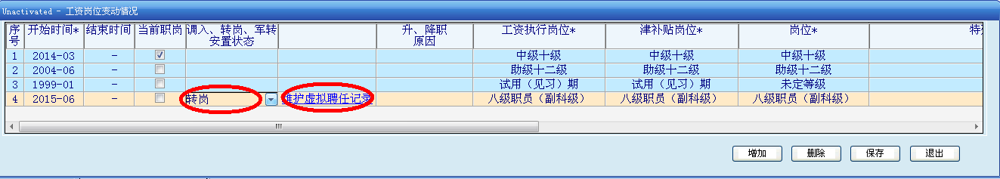 Unactivated - 工资岗位变动情况
序号 开始时间* 结束时间 当前职岗 调入、转岗、军转安置状态 升、降职原因 工资执行岗位* 津补贴岗位* 岗位*
1 2014-03 - 中级十级 中级十级 中级十级
2 2004-06 - 助级十二级 助级十二级 助级十二级
3 1999-01 - 试用（见习）期 试用（见习）期 未定等级
4 2015-06 - 转岗 维护虚拟聘任记录 八级职员（副科级） 八级职员（副科级） 八级职员（副科级）
增加 删除 保存 退出